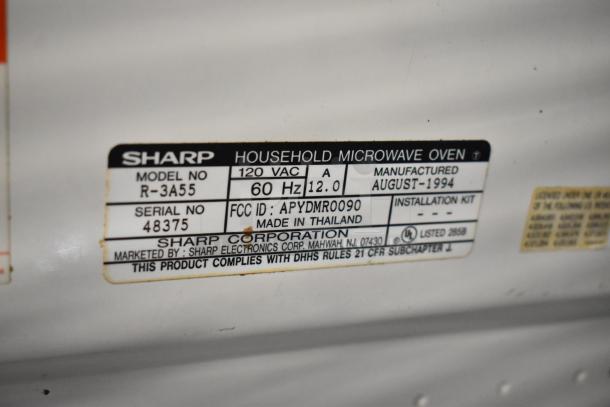 SHARP HOUSEHOLD MICROWAVE OVEN
MODEL NO
R-3A55
120 VAC
60 Hz
A
12.0
MANUFACTURED
AUGUST-1994
SERIAL NO
48375
FCC ID : APYDMR0090
MADE IN THAILAND
INSTALLATION KIT
- - -
SHARP CORPORATION
MARKETED BY : SHARP ELECTRONICS CORP. MAHWAH, NJ. 07430
© UL LISTED 285B
THIS PRODUCT COMPLIES WITH DHHS RULES 21 CFR SUBCHAPTER J.